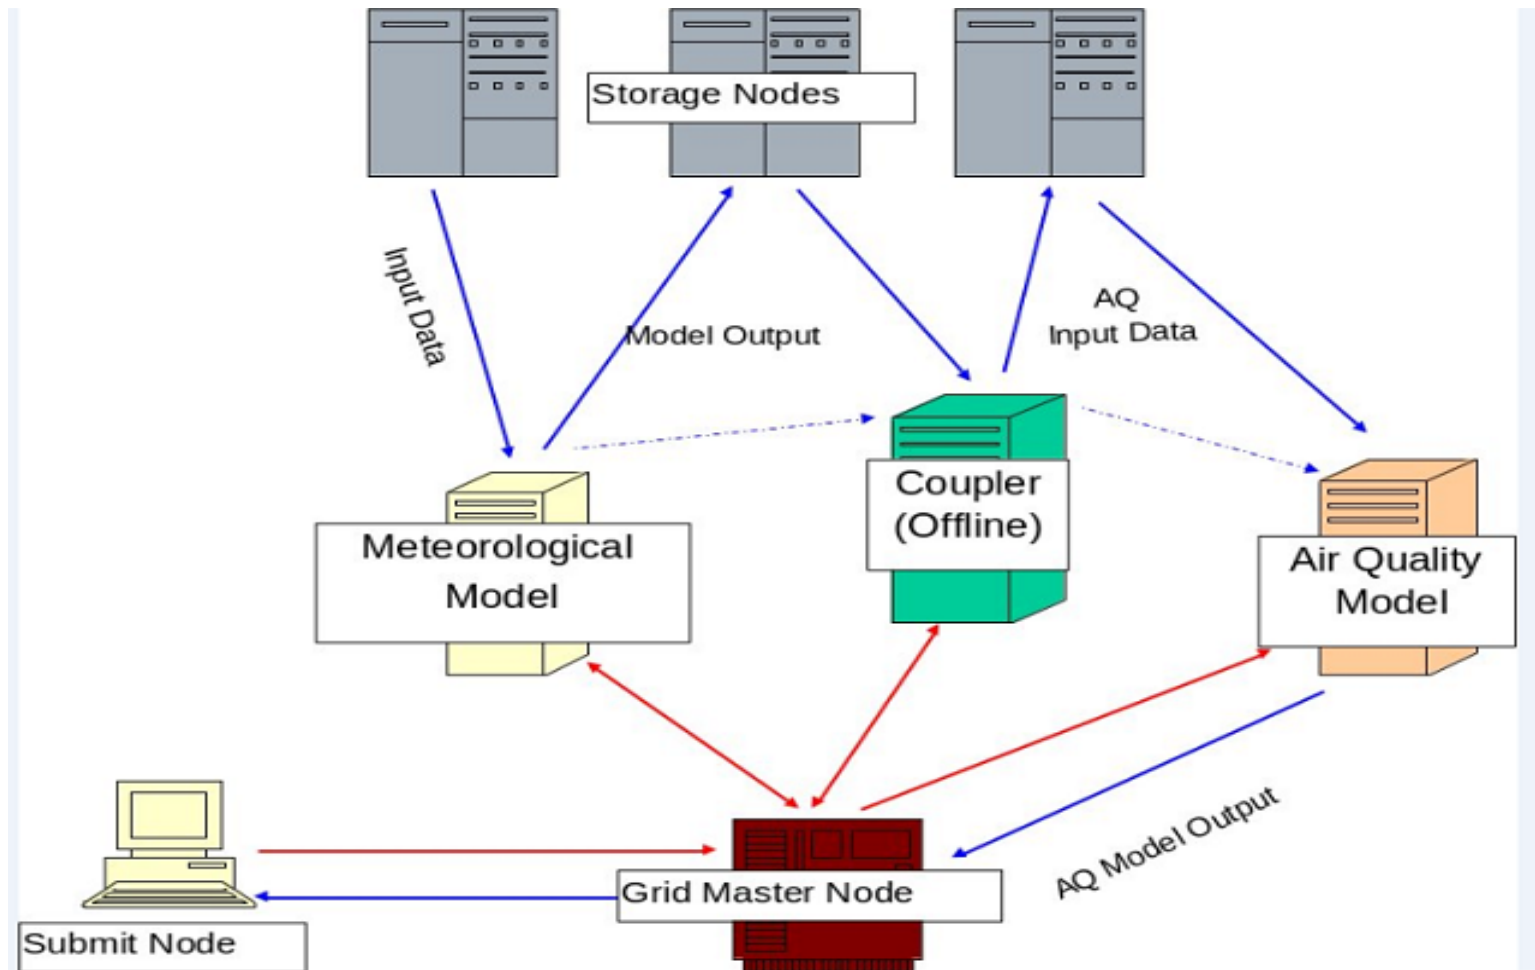 Storage Nodes
Input Data
Model Output
AQ
Input Data
Coupler
(Offline)
Meteorological
Model
Air Quality
Model
AQ Model Output
Grid Master Node
Submit Node